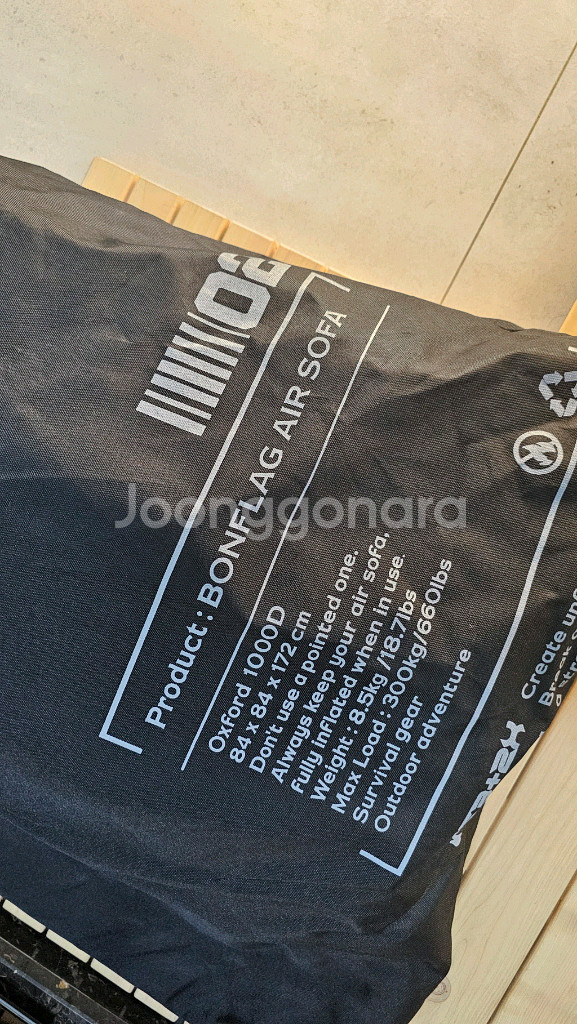 02
Product : BONFLAG AIR SOFA
Oxford 1000D
84 x 84 x 172 cm
Don't use a pointed one.
Always keep your air sofa,
fully inflated when in use.
Weight : 8.5kg /18.7lbs
Max Load : 300kg/660lbs
Survival gear
Outdoor adventure
Create
Joonggonara